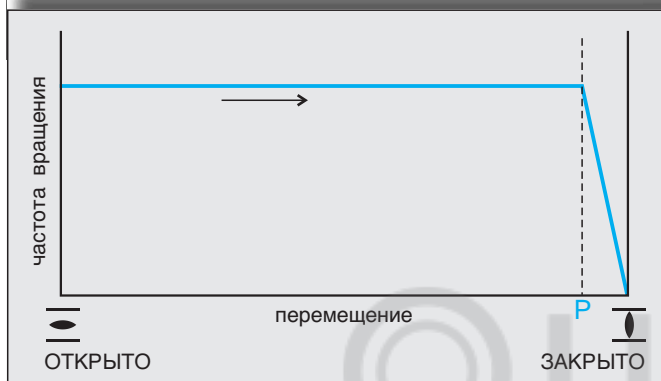 частота вращения
перемещение
P
ОТКРЫТО
ЗАКРЫТО